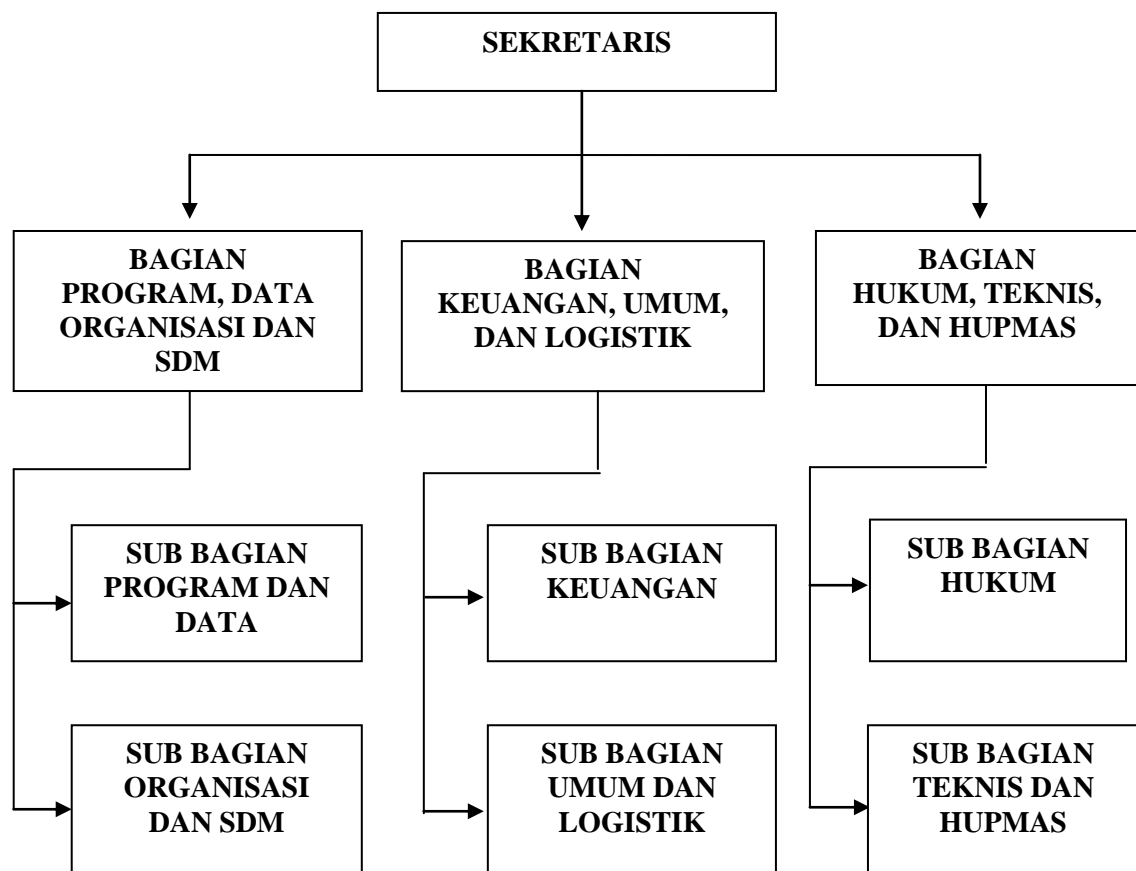 SEKRETARIS
BAGIAN
PROGRAM, DATA
ORGANISASI DAN
SDM
BAGIAN
KEUANGAN, UMUM,
DAN LOGISTIK
BAGIAN
HUKUM, TEKNIS,
DAN HUPMAS
SUB BAGIAN
PROGRAM DAN
DATA
SUB BAGIAN
KEUANGAN
SUB BAGIAN
HUKUM
SUB BAGIAN
ORGANISASI
DAN SDM
SUB BAGIAN
UMUM DAN
LOGISTIK
SUB BAGIAN
TEKNIS DAN
HUPMAS